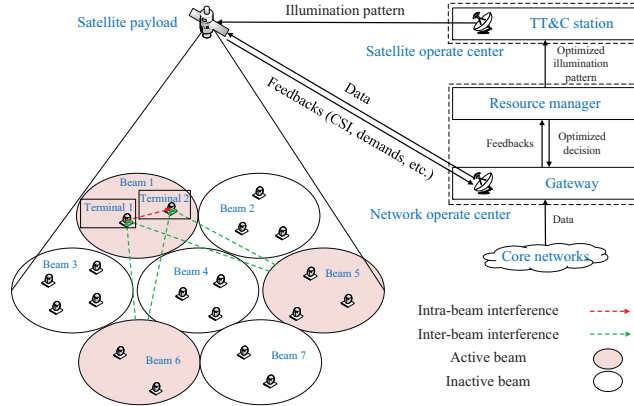 Illumination pattern
TT&C station
Satellite payload
Satellite operate center
Optimized
illumination
pattern
Resource manager
Data
Feedbacks (CSI, demands, etc.)
Feedbacks
Optimized
decision
Gateway
Network operate center
Data
Core networks
Beam 1
Terminal 2
Terminal 1
Beam 2
Beam 3
Beam 4
Beam 5
Beam 6
Beam 7
Intra-beam interference
Inter-beam interference
Active beam
Inactive beam